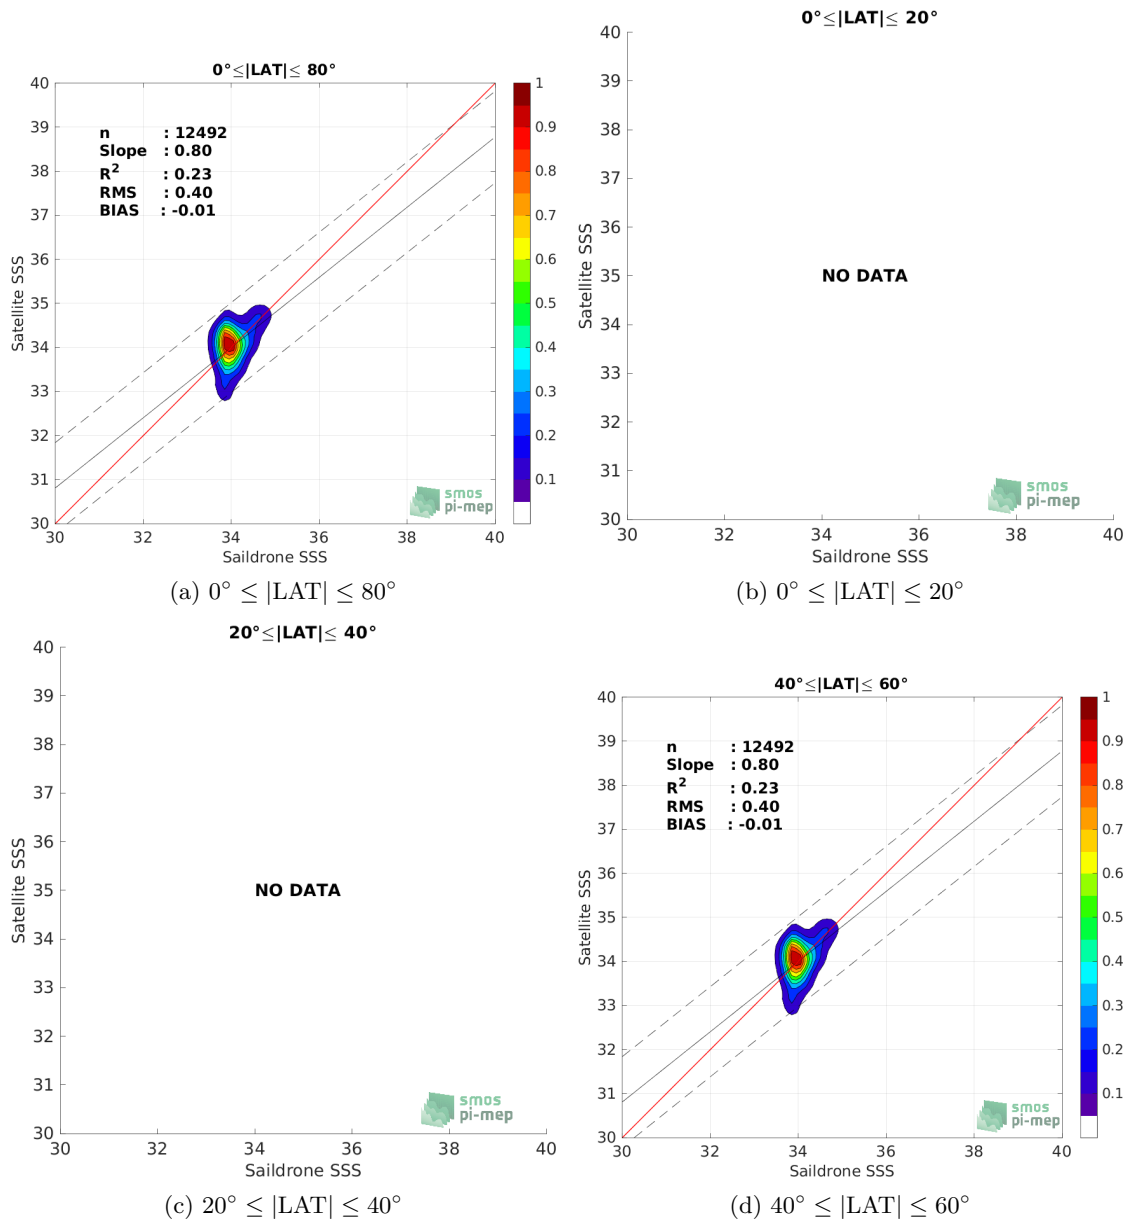 0°≤|LAT|≤ 80°
40
39
38
37
36
35
34
33
32
31
30
Satellite SSS
n : 12492
Slope : 0.80
R² : 0.23
RMS : 0.40
BIAS : -0.01
smos
pi-mep
30 32 34 36 38 40
Saildrone SSS
1
0.9
0.8
0.7
0.6
0.5
0.4
0.3
0.2
0.1
(a) 0° ≤ |LAT| ≤ 80°
0°≤|LAT|≤ 20°
40
39
38
37
36
35
34
33
32
31
30
Satellite SSS
NO DATA
smos
pi-mep
30 32 34 36 38 40
Saildrone SSS
(b) 0° ≤ |LAT| ≤ 20°
20°≤|LAT|≤ 40°
40
39
38
37
36
35
34
33
32
31
30
Satellite SSS
NO DATA
smos
pi-mep
30 32 34 36 38 40
Saildrone SSS
(c) 20° ≤ |LAT| ≤ 40°
40°≤|LAT|≤ 60°
40
39
38
37
36
35
34
33
32
31
30
Satellite SSS
n : 12492
Slope : 0.80
R² : 0.23
RMS : 0.40
BIAS : -0.01
smos
pi-mep
30 32 34 36 38 40
Saildrone SSS
1
0.9
0.8
0.7
0.6
0.5
0.4
0.3
0.2
0.1
(d) 40° ≤ |LAT| ≤ 60°